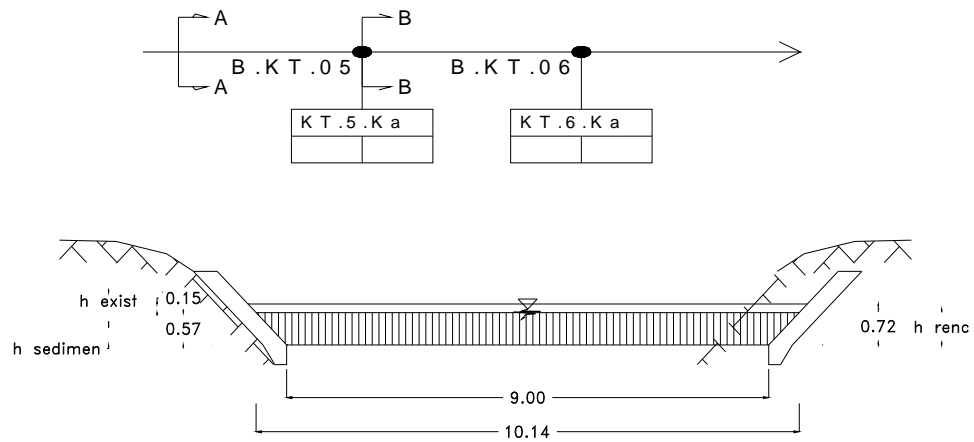 A
B
B.KT.05
B.KT.06
A
B
KT.5.Ka
KT.6.Ka
h exist
0.15
0.57
h sedimen
0.72
h renc
9.00
10.14